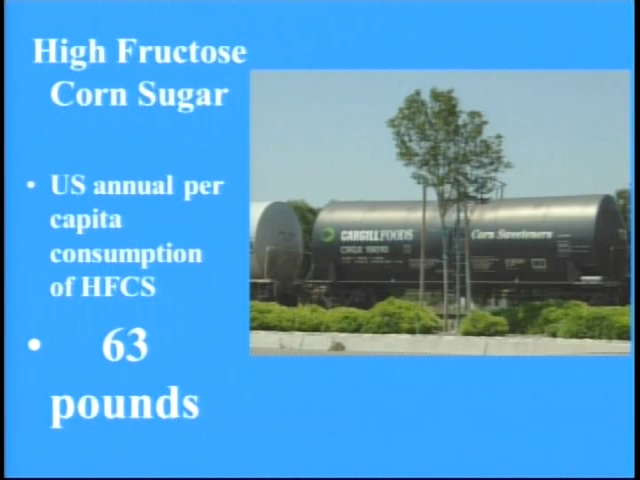 High Fructose
Corn Sugar
• US annual per
capita
consumption
of HFCS
• 63
pounds
CARGILL FOODS
Corn Sweeteners